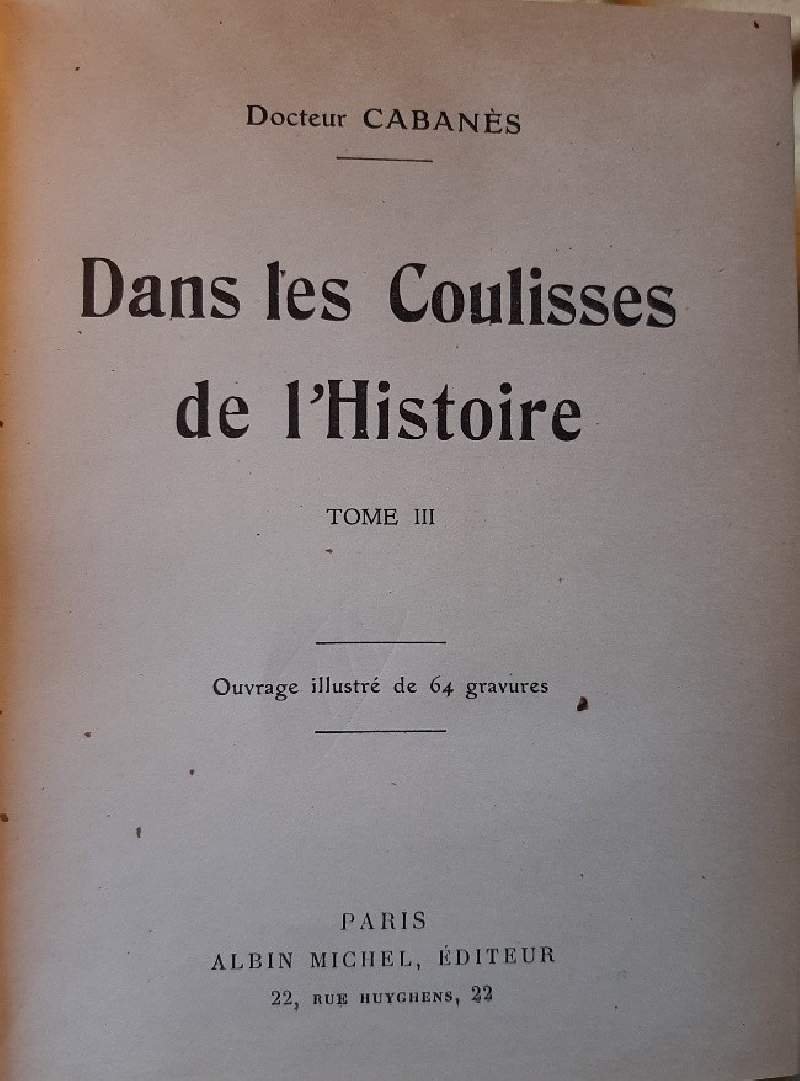 Docteur CABANÈS
Dans les Coulisses
de l'Histoire
TOME III
Ouvrage illustré de 64 gravures
PARIS
ALBIN MICHEL, ÉDITEUR
22, RUE HUYGHENS, 22